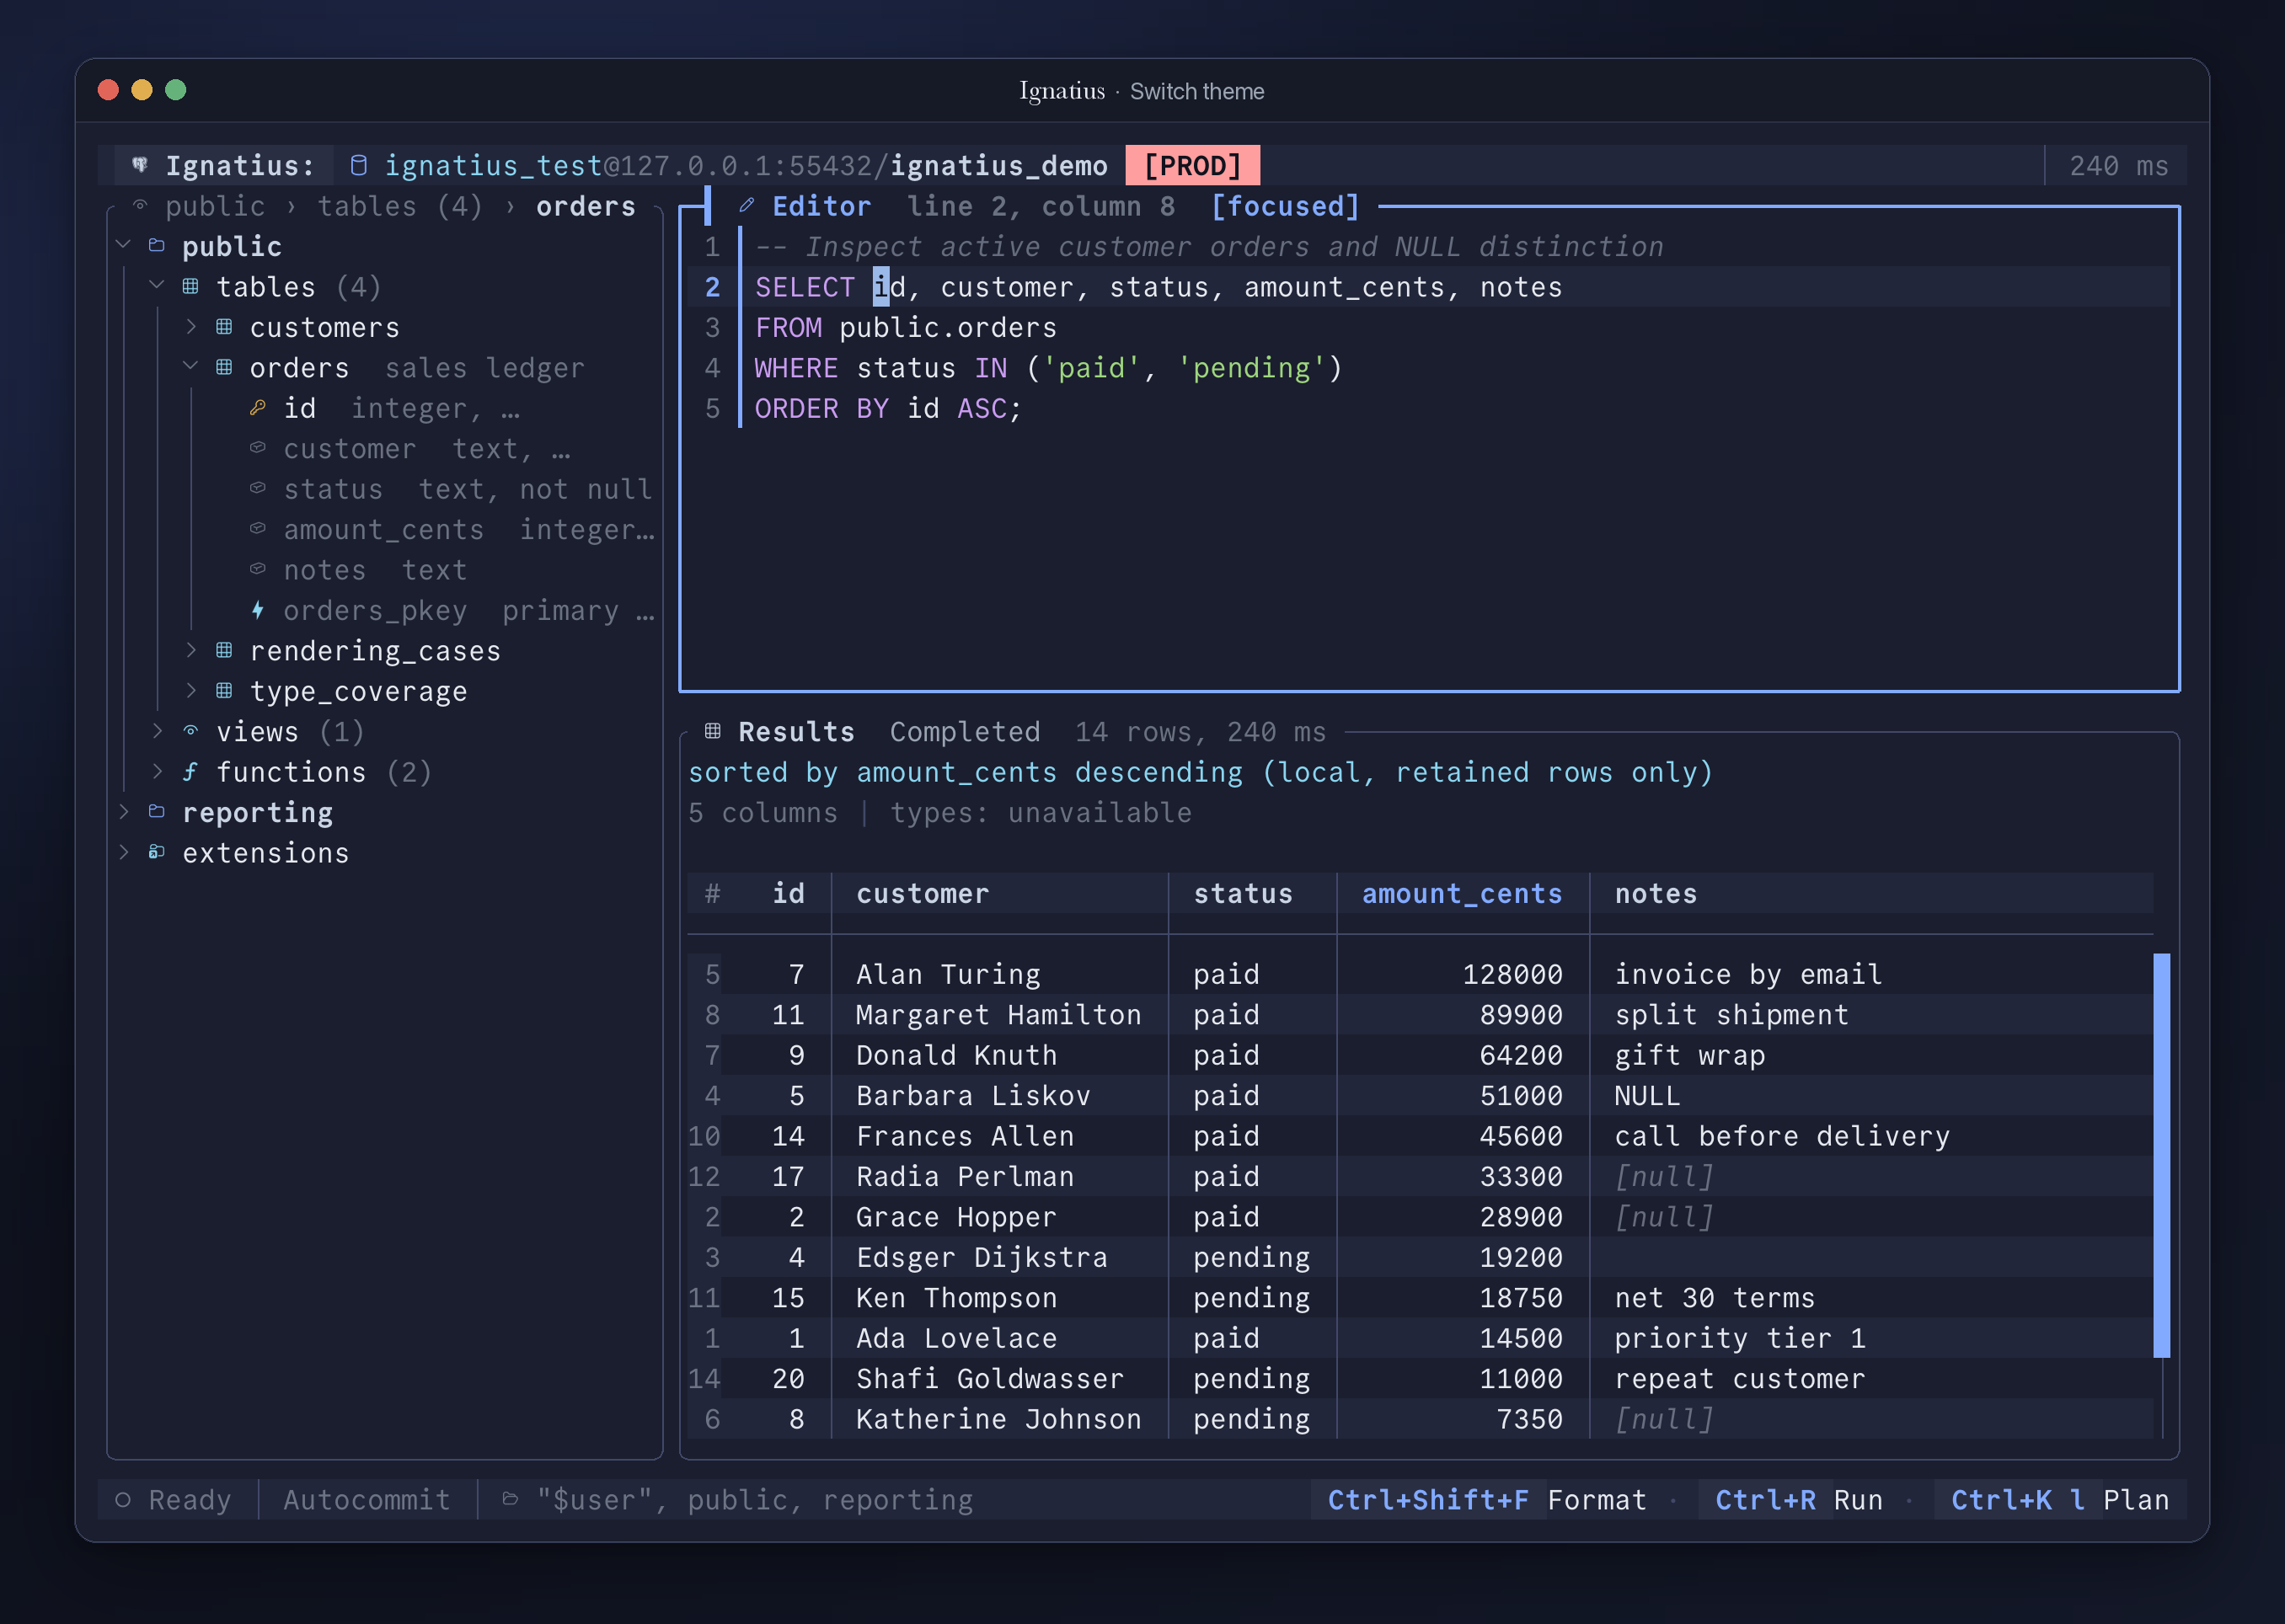 Ignatius · Switch theme
Ignatius: ignatius_test@127.0.0.1:55432/ignatius_demo [PROD] 240 ms
public › tables (4) › orders
public
tables (4)
customers
orders sales ledger
id integer, …
customer text, …
status text, not null
amount_cents integer…
notes text
orders_pkey primary …
rendering_cases
type_coverage
views (1)
functions (2)
reporting
extensions
Editor line 2, column 8 [focused]
1 -- Inspect active customer orders and NULL distinction
2 SELECT id, customer, status, amount_cents, notes
3 FROM public.orders
4 WHERE status IN ('paid', 'pending')
5 ORDER BY id ASC;
Results Completed 14 rows, 240 ms
sorted by amount_cents descending (local, retained rows only)
5 columns | types: unavailable
# id customer status amount_cents notes
5 7 Alan Turing paid 128000 invoice by email
8 11 Margaret Hamilton paid 89900 split shipment
7 9 Donald Knuth paid 64200 gift wrap
4 5 Barbara Liskov paid 51000 NULL
10 14 Frances Allen paid 45600 call before delivery
12 17 Radia Perlman paid 33300 [null]
2 2 Grace Hopper paid 28900 [null]
3 4 Edsger Dijkstra pending 19200
11 15 Ken Thompson pending 18750 net 30 terms
1 1 Ada Lovelace paid 14500 priority tier 1
14 20 Shafi Goldwasser pending 11000 repeat customer
6 8 Katherine Johnson pending 7350 [null]
Ready Autocommit "$user", public, reporting Ctrl+Shift+F Format · Ctrl+R Run · Ctrl+K l Plan